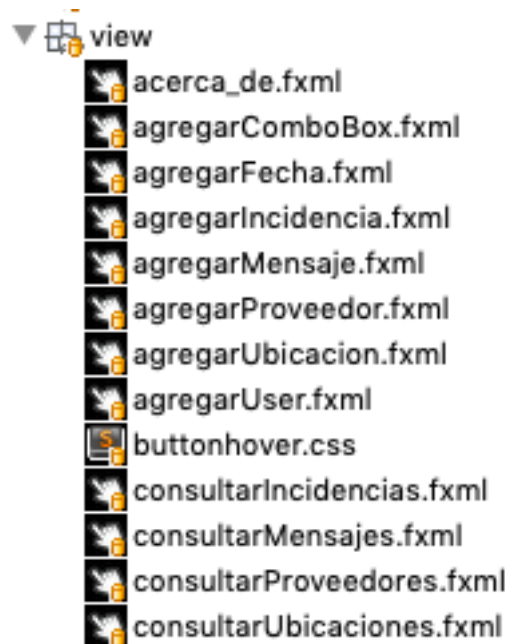 view
acerca_de.fxml
agregarComboBox.fxml
agregarFecha.fxml
agregarIncidencia.fxml
agregarMensaje.fxml
agregarProveedor.fxml
agregarUbicacion.fxml
agregarUser.fxml
buttonhover.css
consultarIncidencias.fxml
consultarMensajes.fxml
consultarProveedores.fxml
consultarUbicaciones.fxml